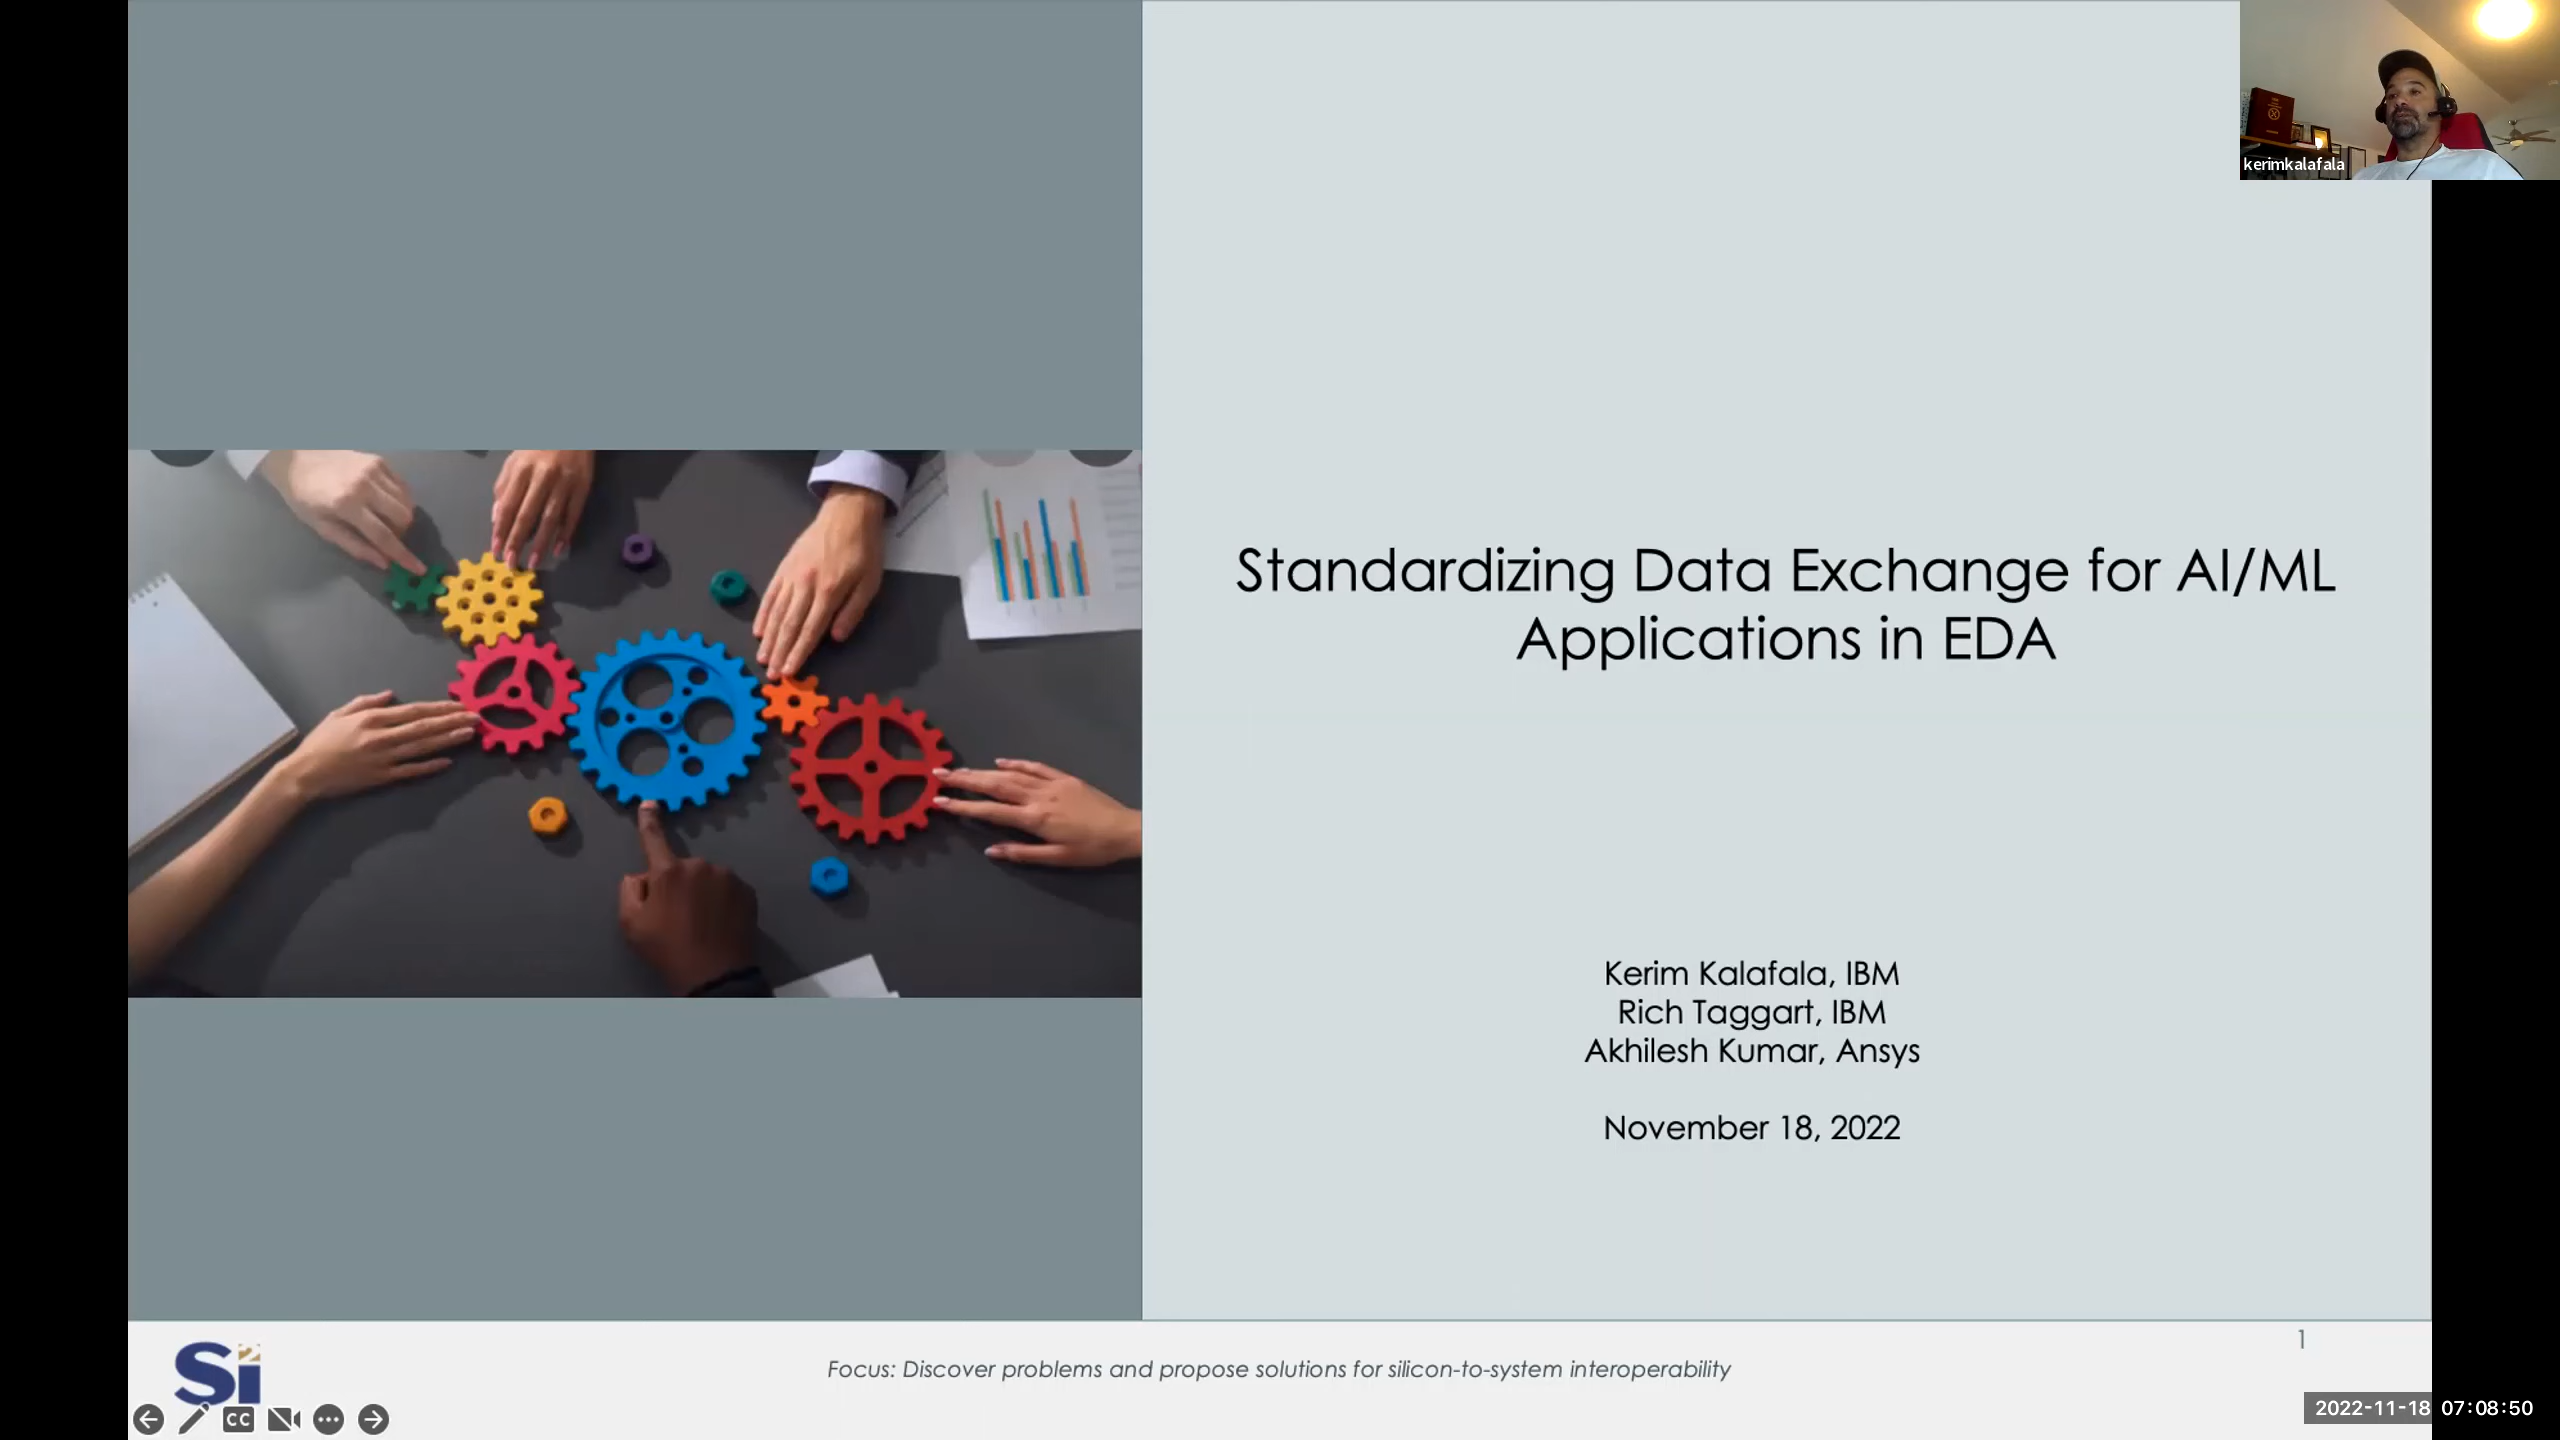 kerimkalafala
Standardizing Data Exchange for AI/ML
Applications in EDA
Kerim Kalafala, IBM
Rich Taggart, IBM
Akhilesh Kumar, Ansys
November 18, 2022
1
Si2
Focus: Discover problems and propose solutions for silicon-to-system interoperability
CC
2022-11-18 07:08:50